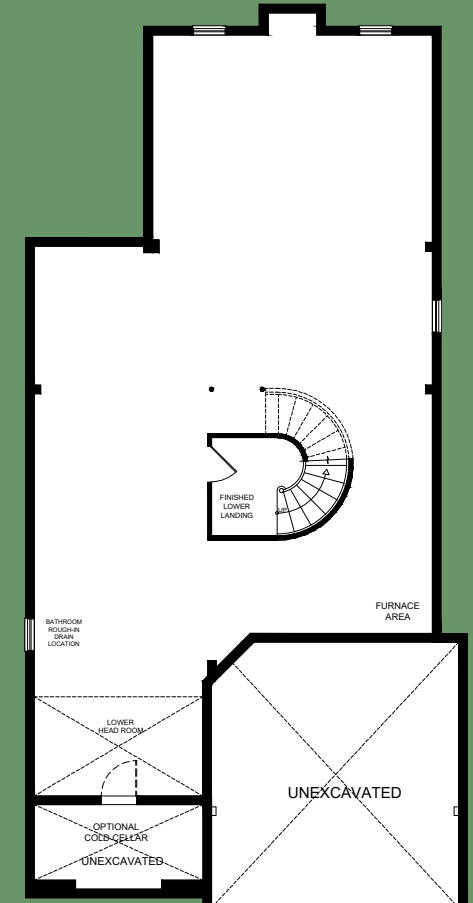 FINISHED
LOWER
LANDING
UP
FURNACE
AREA
BATHROOM
ROUGH-IN
DRAIN
LOCATION
LOWER
HEAD ROOM
UNEXCAVATED
OPTIONAL
COLD CELLAR
UNEXCAVATED